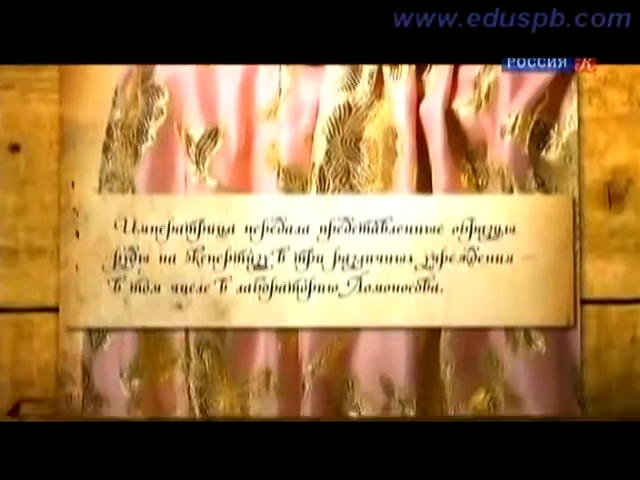 www.eduspb.com
РОССИЯ К
Императрица передала представленные образцы
руды на экспертизу в три различных учреждения —
в том числе в лабораторию Ломоносова.